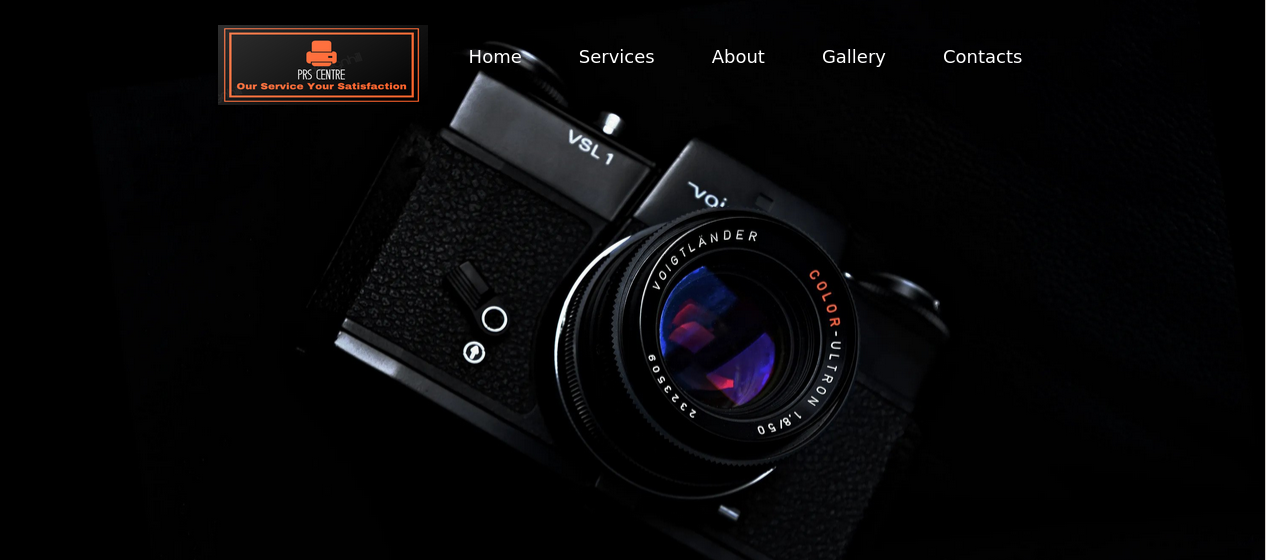 PRS CENTRE
Our Service Your Satisfaction
Home
Services
About
Gallery
Contacts
VSL 1
Voi
VOIGTLÄNDER
COLOR-ULTRON 1,8/50
2323509